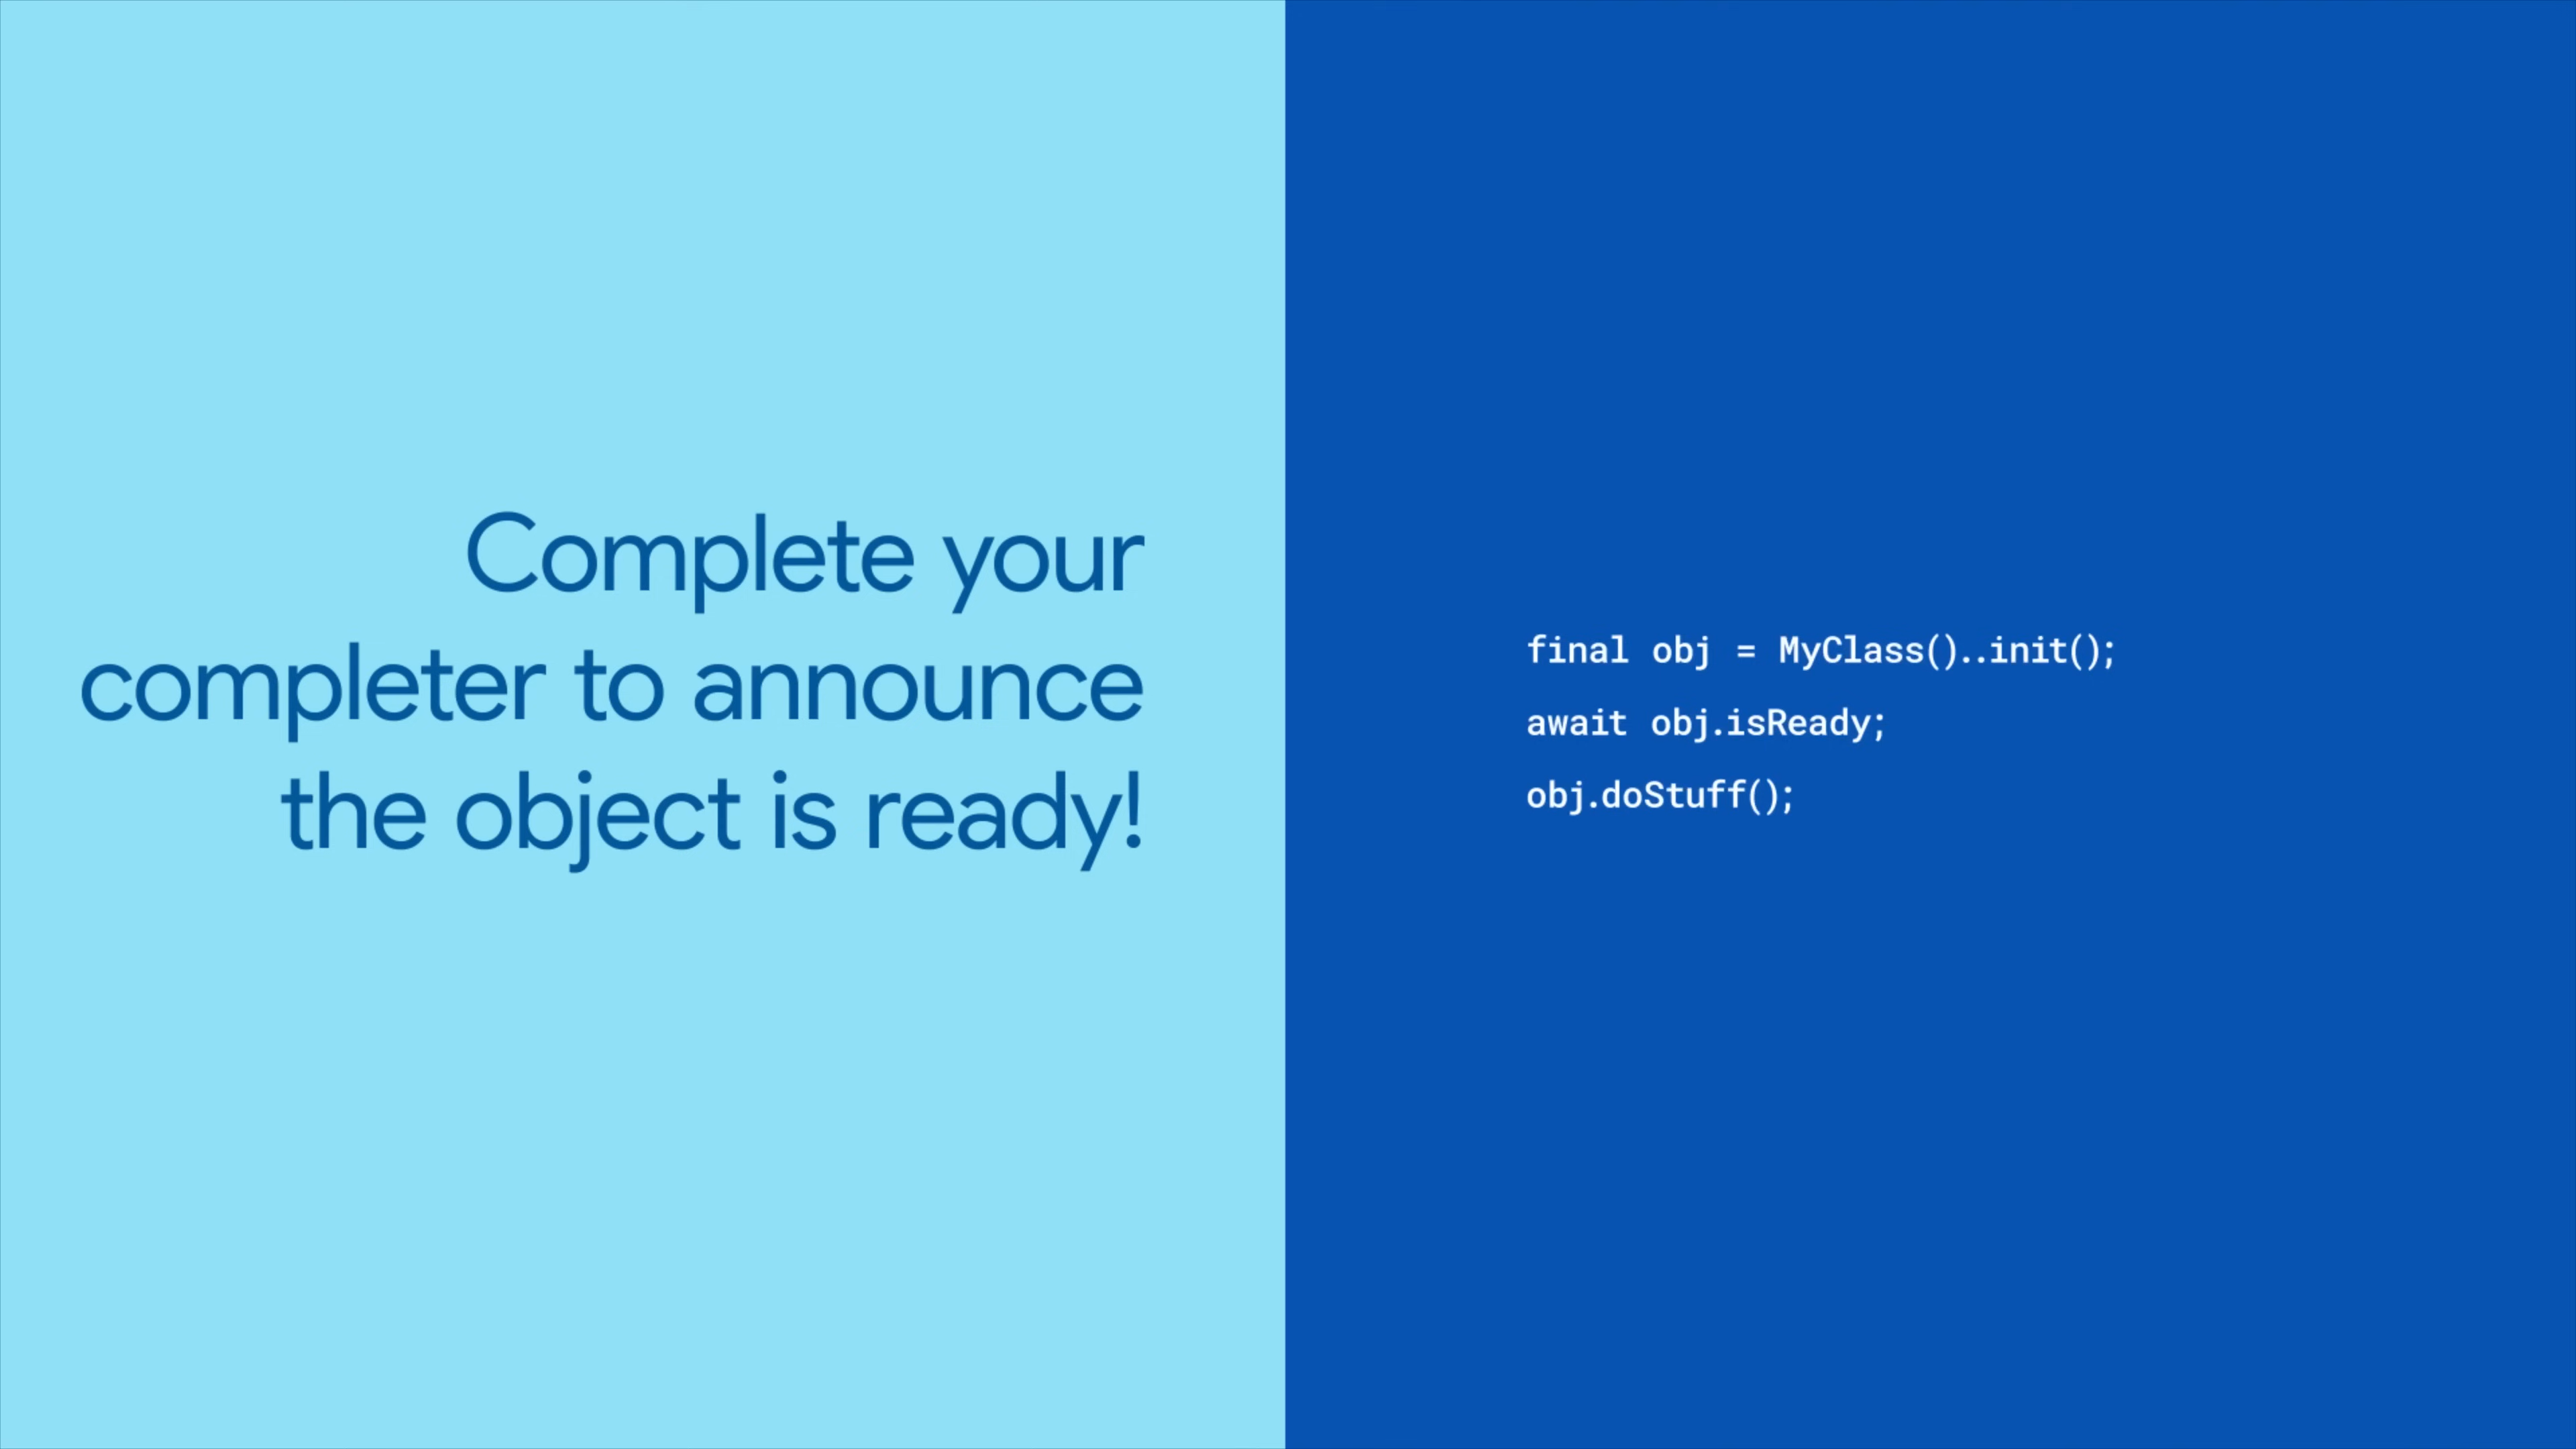 Complete your
completer to announce
the object is ready!
final obj = MyClass()..init();
await obj.isReady;
obj.doStuff();